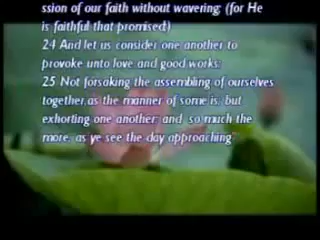 ssion of our faith without wavering; (for He
is faithful that promised;)
24 And let us consider one another to
provoke unto love and good works:
25 Not forsaking the assembling of ourselves
together, as the manner of some is; but
exhorting one another: and so much the
more, as ye see the day approaching"